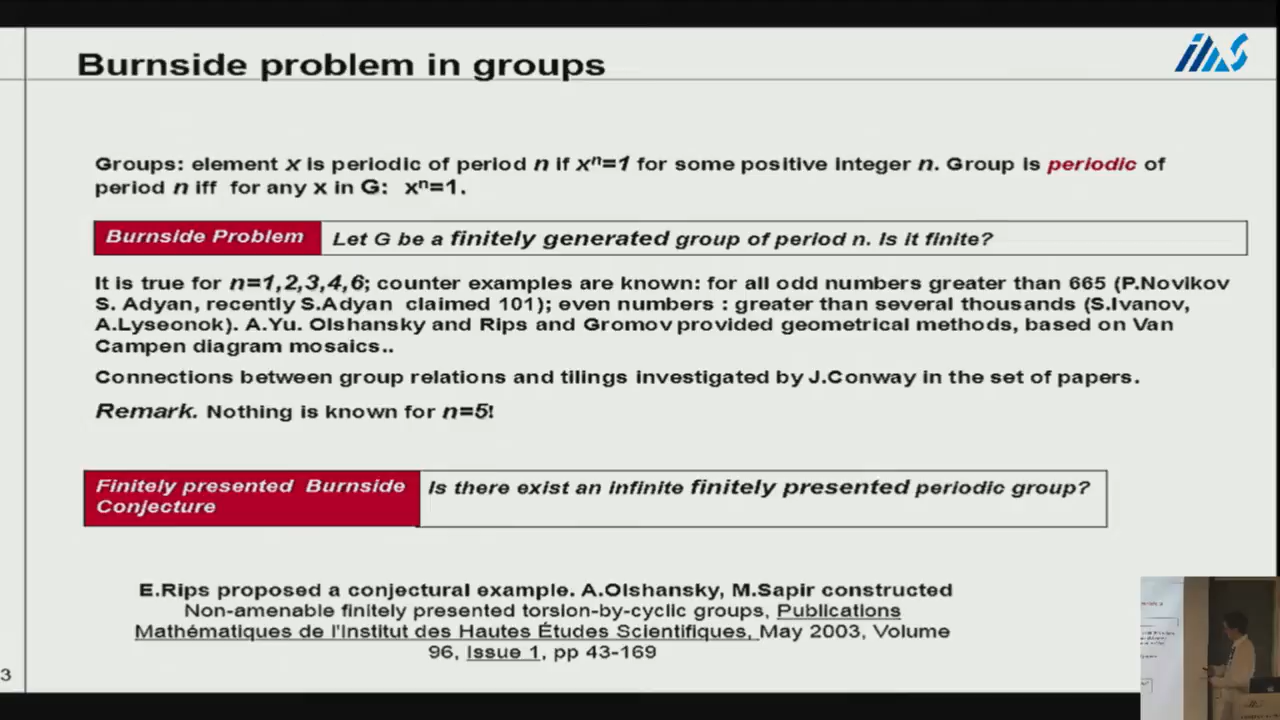 Burnside problem in groups
Groups: element x is periodic of period n if xⁿ=1 for some positive integer n. Group is periodic of
period n iff for any x in G: xⁿ=1.
Burnside Problem
Let G be a finitely generated group of period n. Is it finite?
It is true for n=1,2,3,4,6; counter examples are known: for all odd numbers greater than 665 (P.Novikov
S. Adyan, recently S.Adyan claimed 101); even numbers : greater than several thousands (S.Ivanov,
A.Lyseonok). A.Yu. Olshansky and Rips and Gromov provided geometrical methods, based on Van
Campen diagram mosaics..
Connections between group relations and tilings investigated by J.Conway in the set of papers.
Remark. Nothing is known for n=5!
Finitely presented Burnside
Conjecture
Is there exist an infinite finitely presented periodic group?
E.Rips proposed a conjectural example. A.Olshansky, M.Sapir constructed
Non-amenable finitely presented torsion-by-cyclic groups, Publications
Mathématiques de l'Institut des Hautes Études Scientifiques, May 2003, Volume
96, Issue 1, pp 43-169
3